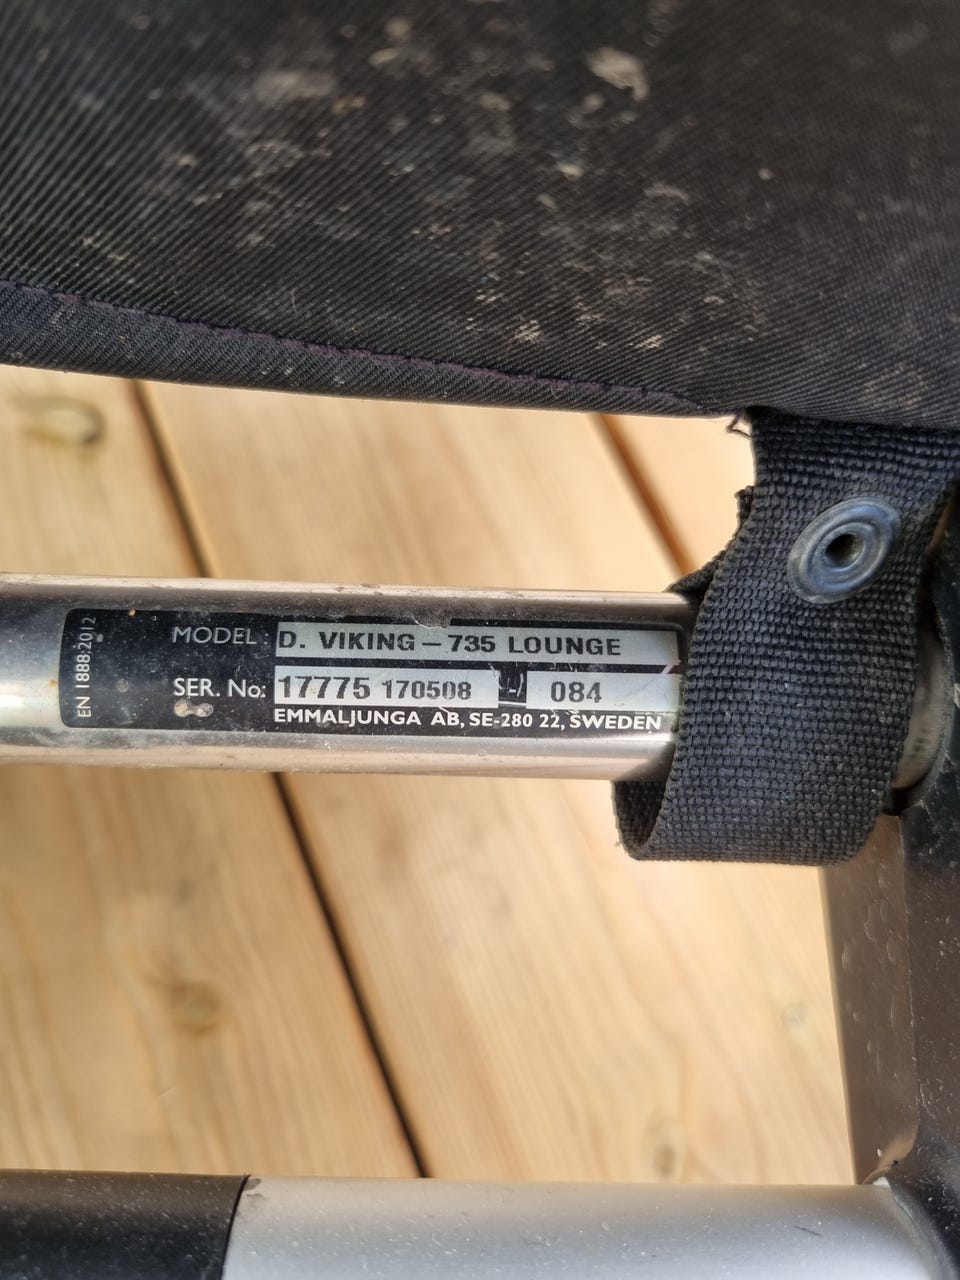 EN 1888:2012
MODEL D. VIKING – 735 LOUNGE
SER. No: 17775 170508 - / 084
EMMALJUNGA AB, SE-280 22, SWEDEN